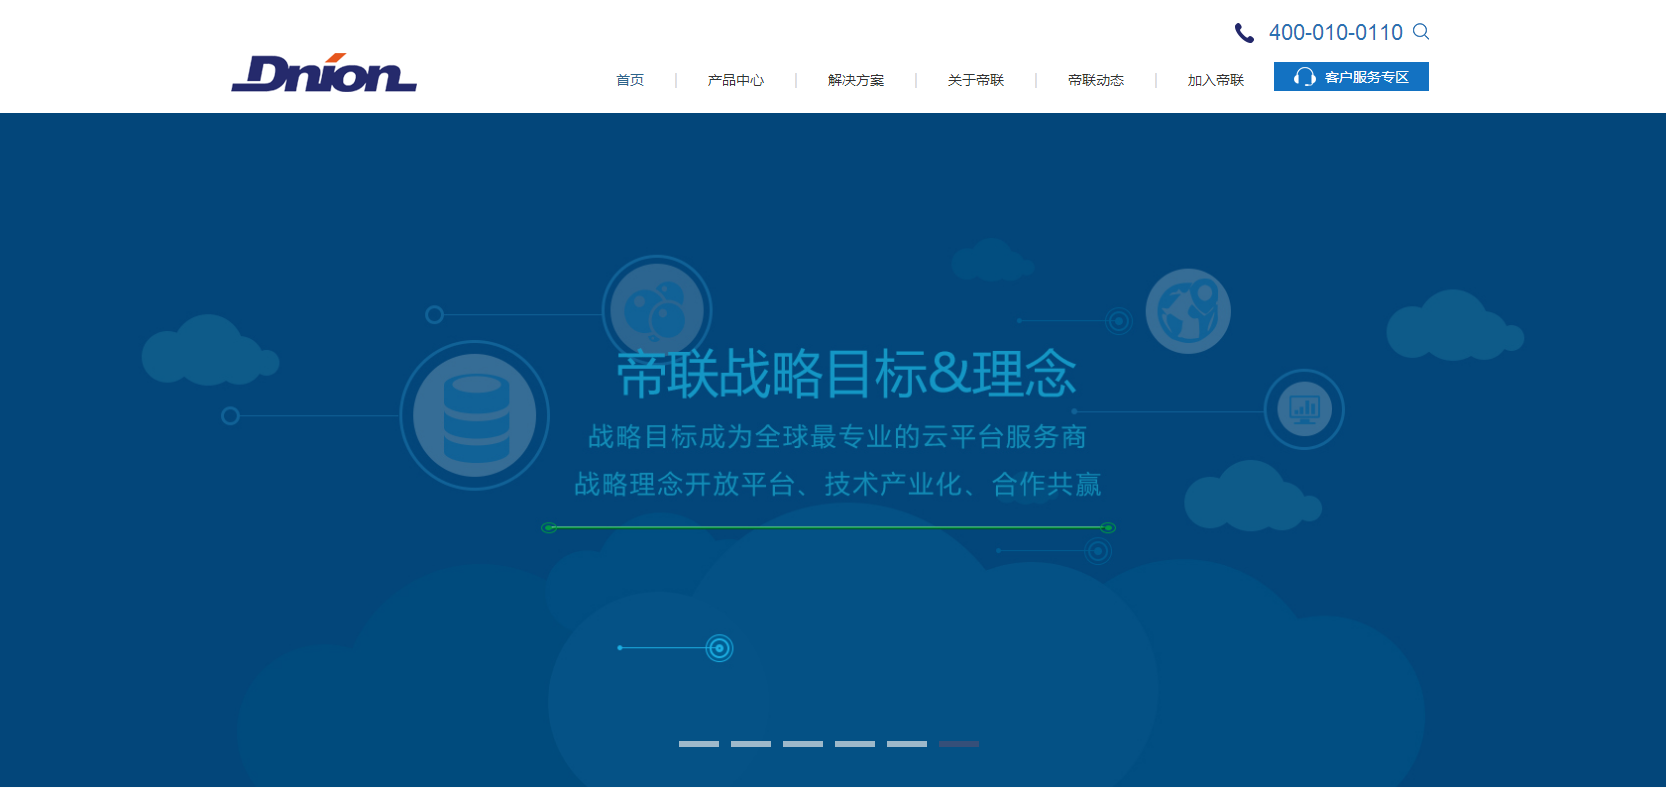 400-010-0110
Dnion
首页
产品中心
解决方案
关于帝联
帝联动态
加入帝联
客户服务专区
帝联战略目标&理念
战略目标成为全球最专业的云平台服务商
战略理念开放平台、技术产业化、合作共赢